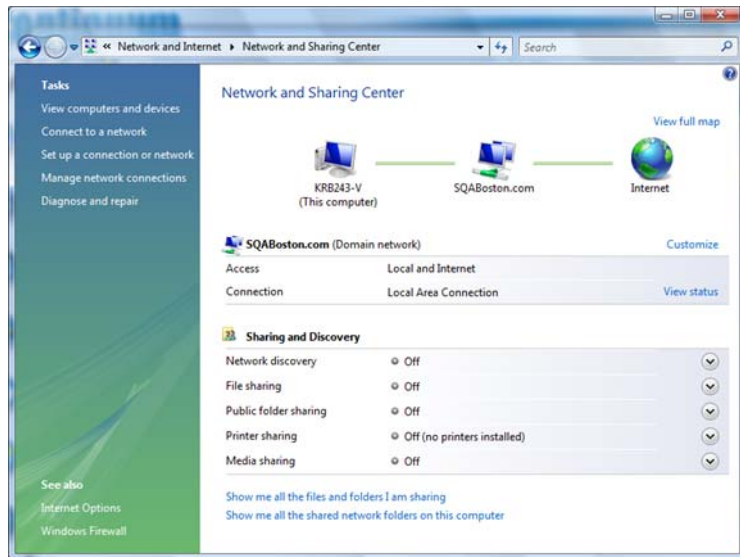 « Network and Internet ▸ Network and Sharing Center
Search
Tasks
View computers and devices
Connect to a network
Set up a connection or network
Manage network connections
Diagnose and repair
See also
Internet Options
Windows Firewall
Network and Sharing Center
View full map
KRB243-V
(This computer)
SQABoston.com
Internet
SQABoston.com (Domain network)
Customize
Access Local and Internet
Connection Local Area Connection View status
Sharing and Discovery
Network discovery Off
File sharing Off
Public folder sharing Off
Printer sharing Off (no printers installed)
Media sharing Off
Show me all the files and folders I am sharing
Show me all the shared network folders on this computer